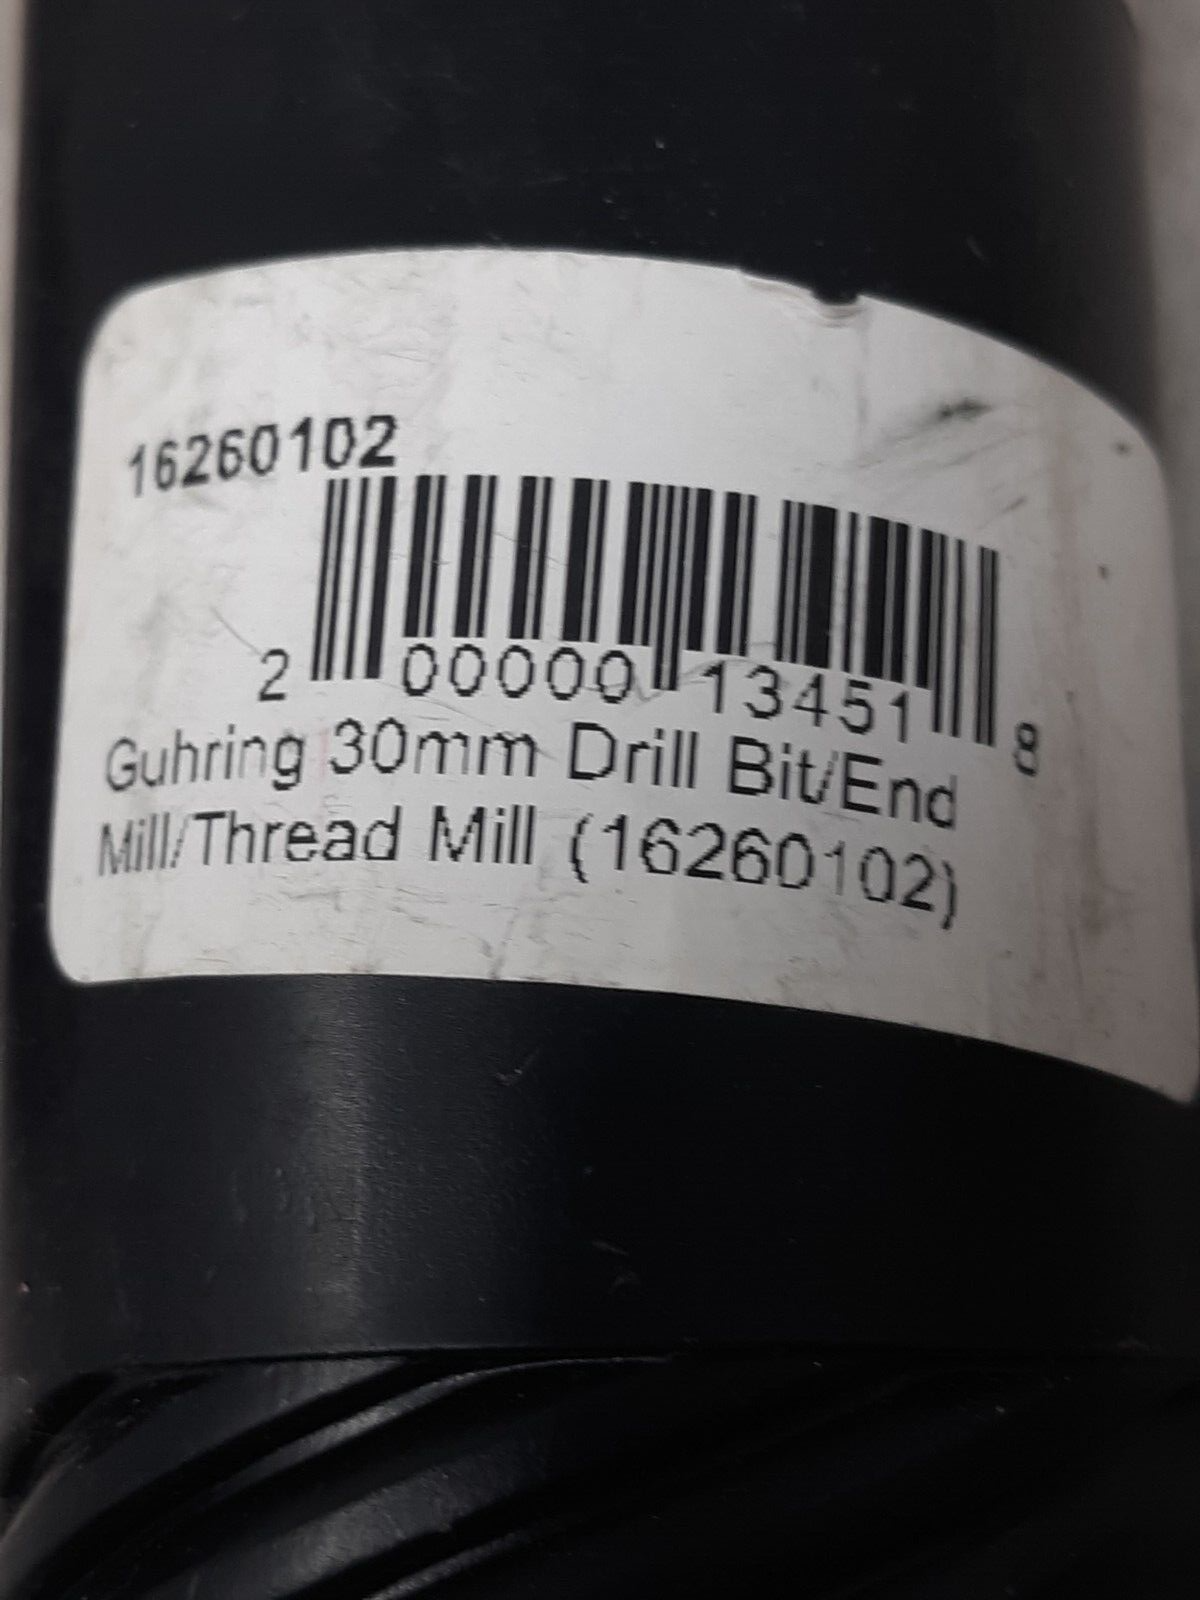 16260102
2 00000 13451 8
Guhring 30mm Drill Bit/End
Mill/Thread Mill (16260102)